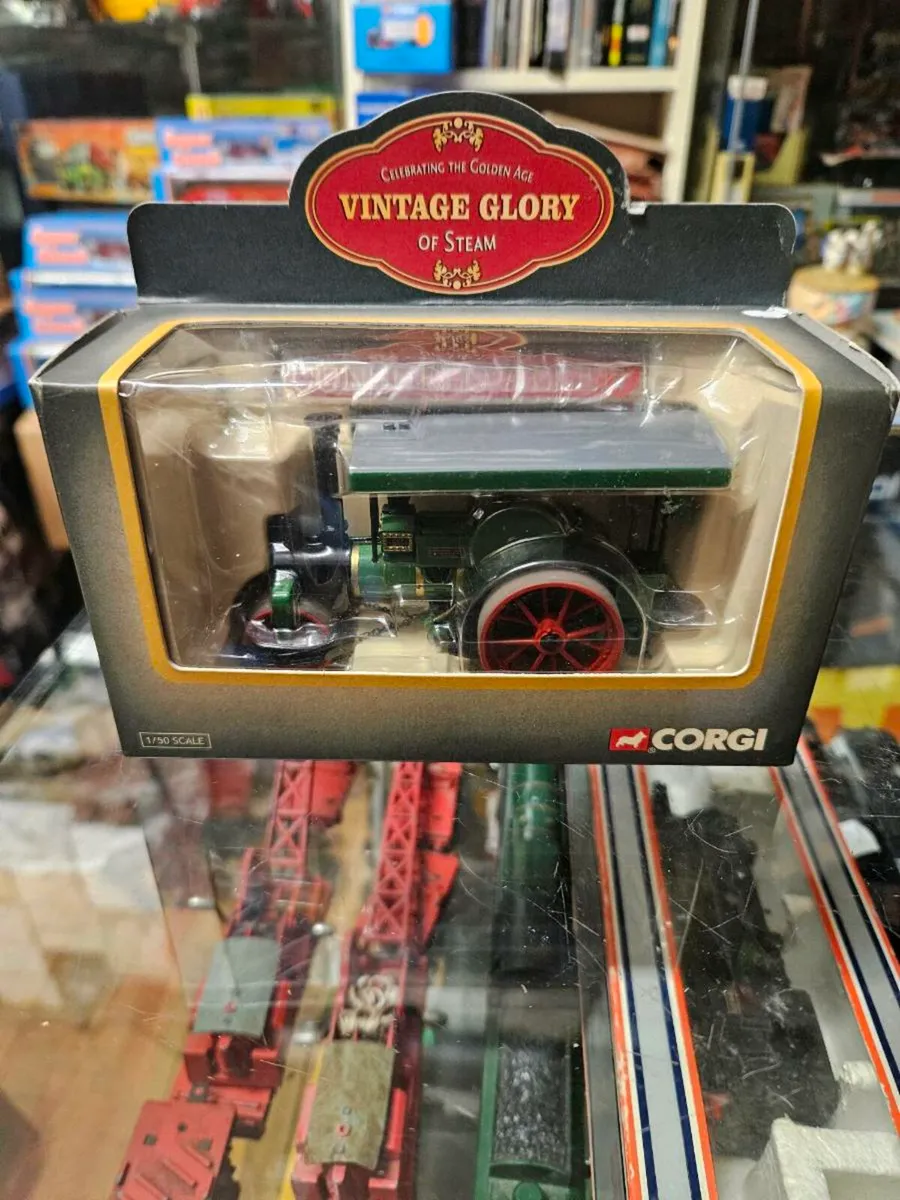 CELEBRATING THE GOLDEN AGE
VINTAGE GLORY
OF STEAM
1/50 SCALE
CORGI